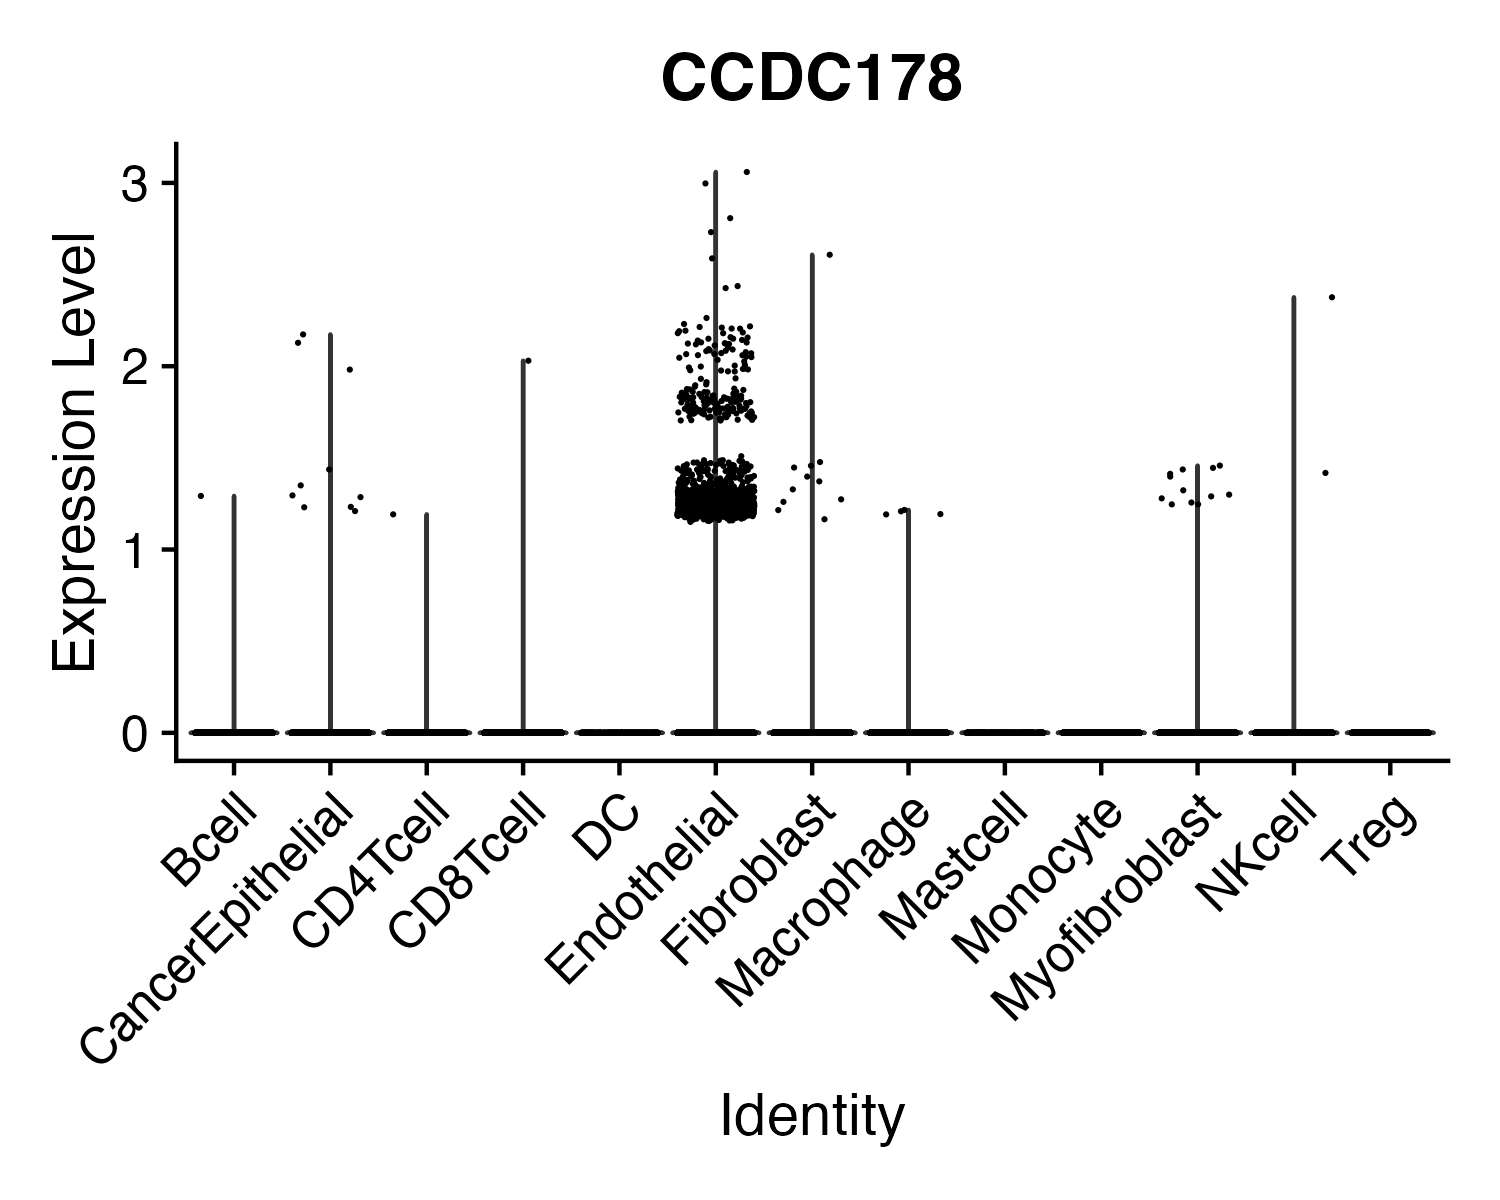 CCDC178
Expression Level
3
2
1
0
Bcell
CancerEpithelial
CD4Tcell
CD8Tcell
DC
Endothelial
Fibroblast
Macrophage
Mastcell
Monocyte
Myofibroblast
NKcell
Treg
Identity